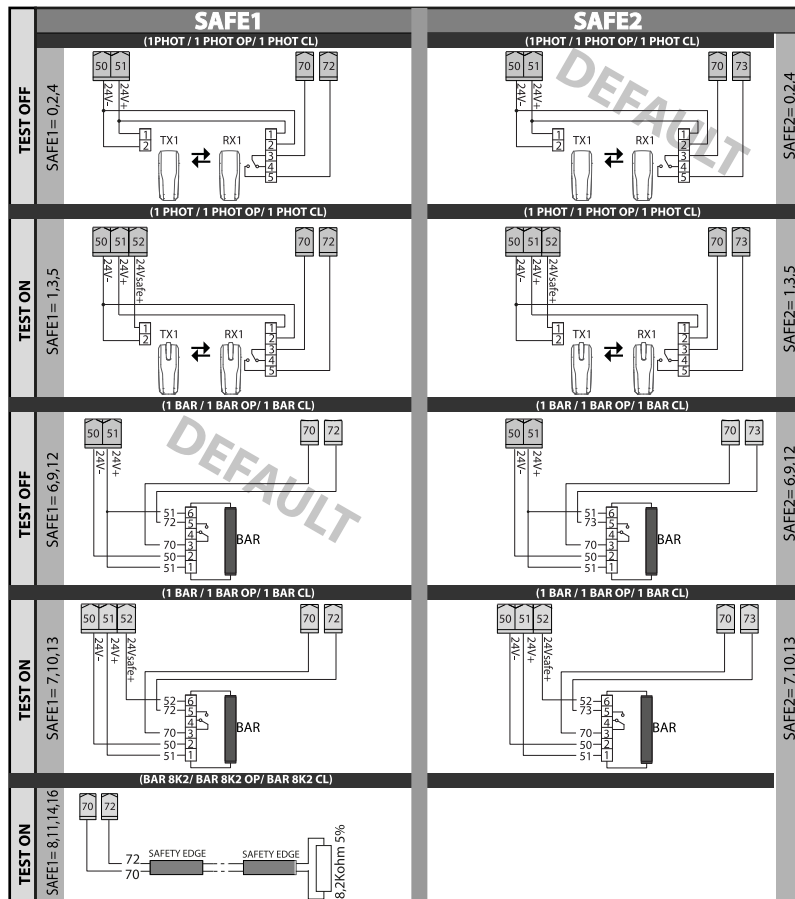 SAFE1
SAFE2
(1PHOT / 1 PHOT OP/ 1 PHOT CL)
(1PHOT / 1 PHOT OP/ 1 PHOT CL)
TEST OFF
SAFE1= 0,2,4
50 51 70 72
24V-
24V+
1
2
TX1
RX1
1
2
3
4
5
50 51 70 73
24V-
24V+
1
2
TX1
RX1
1
2
3
4
5
DEFAULT
SAFE2= 0,2,4
(1 PHOT / 1 PHOT OP/ 1 PHOT CL)
(1 PHOT / 1 PHOT OP/ 1 PHOT CL)
TEST ON
SAFE1= 1,3,5
50 51 52 70 72
24V-
24V+
24Vsafe+
1
2
TX1
RX1
1
2
3
4
5
50 51 52 70 73
24V-
24V+
24Vsafe+
1
2
TX1
RX1
1
2
3
4
5
SAFE2= 1,3,5
(1 BAR / 1 BAR OP/ 1 BAR CL)
(1 BAR / 1 BAR OP/ 1 BAR CL)
TEST OFF
SAFE1= 6,9,12
50 51 70 72
24V-
24V+
DEFAULT
51 6
72 5
4
70 3
50 2
51 1
BAR
50 51 70 73
24V-
24V+
51 6
73 5
4
70 3
50 2
51 1
BAR
SAFE2= 6,9,12
(1 BAR / 1 BAR OP/ 1 BAR CL)
(1 BAR / 1 BAR OP/ 1 BAR CL)
TEST ON
SAFE1= 7,10,13
50 51 52 70 72
24V-
24V+
24Vsafe+
52 6
72 5
4
70 3
50 2
51 1
BAR
50 51 52 70 73
24V-
24V+
24Vsafe+
52 6
73 5
4
70 3
50 2
51 1
BAR
SAFE2= 7,10,13
(BAR 8K2/ BAR 8K2 OP/ BAR 8K2 CL)
TEST ON
SAFE1= 8,11,14,16
70 72
72
70
SAFETY EDGE
SAFETY EDGE
8,2Kohm 5%